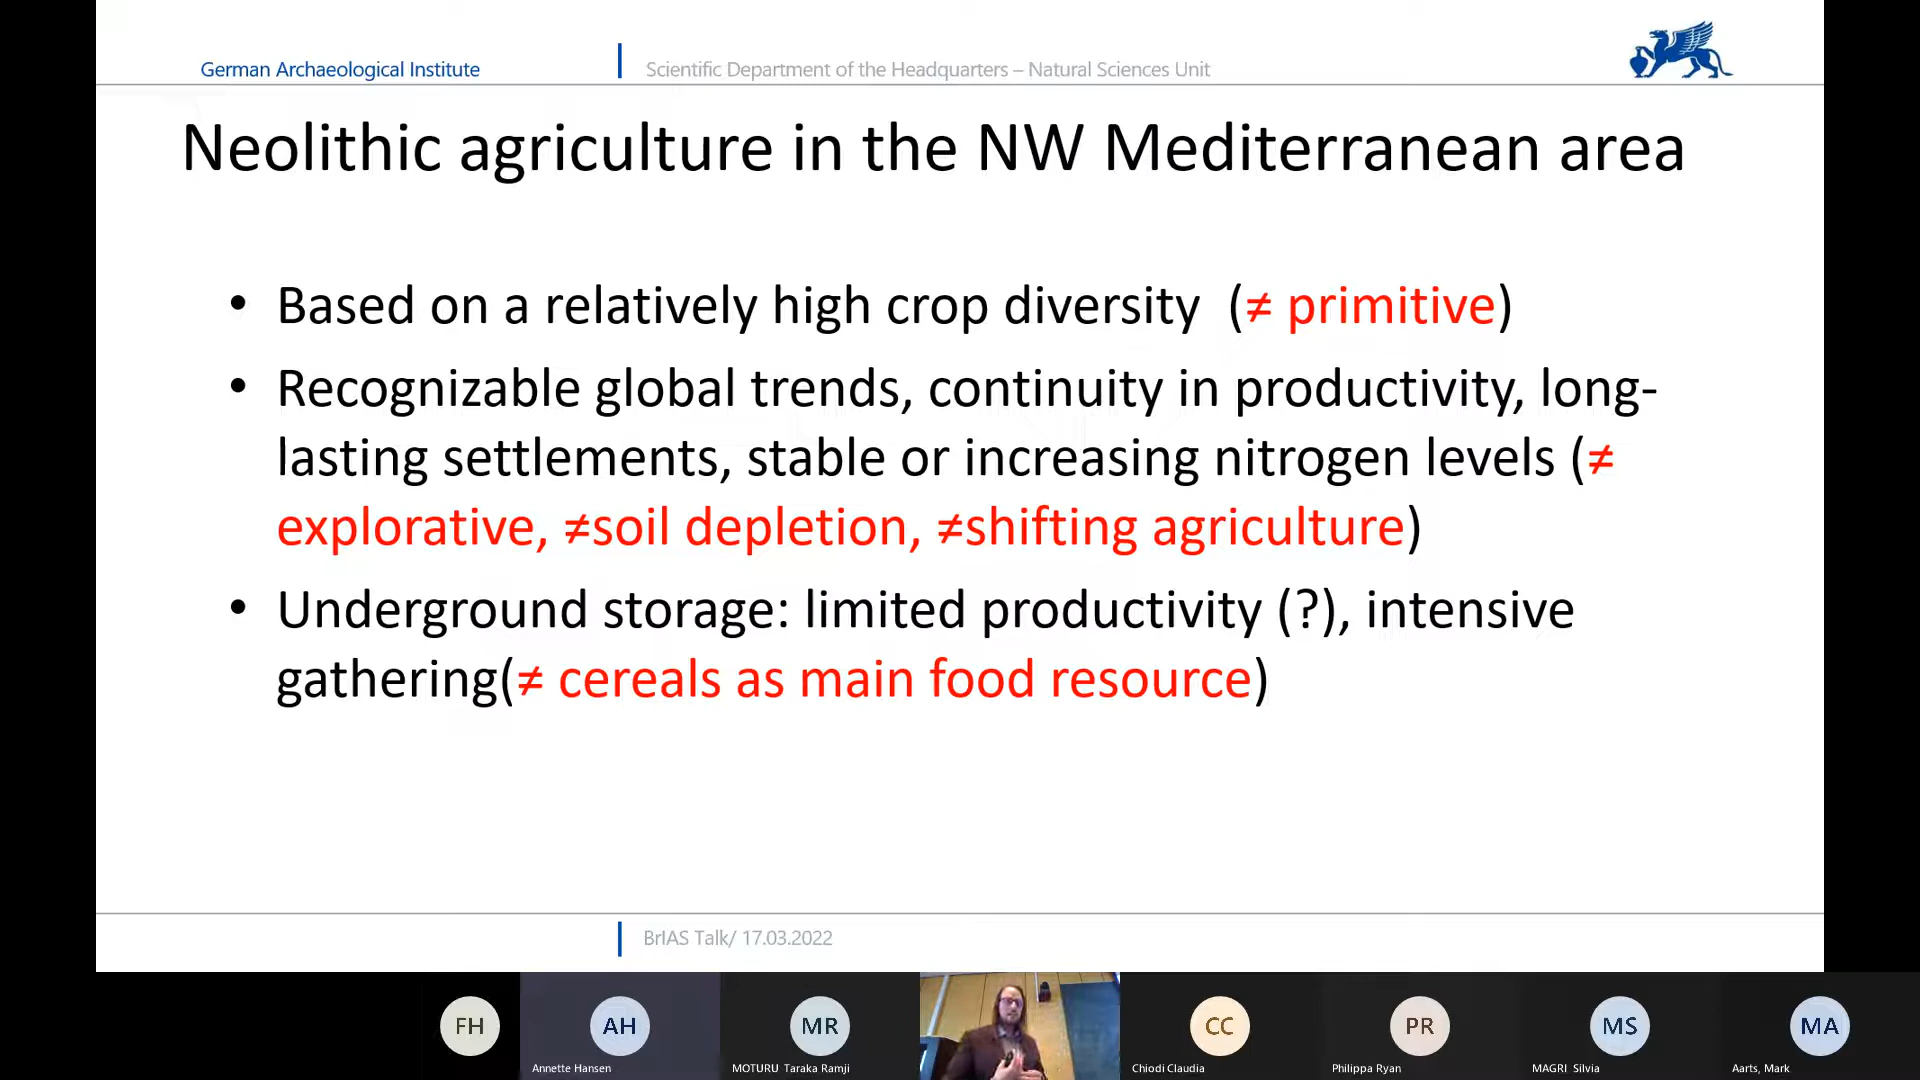 German Archaeological Institute
Scientific Department of the Headquarters – Natural Sciences Unit
Neolithic agriculture in the NW Mediterranean area
• Based on a relatively high crop diversity (≠ primitive)
• Recognizable global trends, continuity in productivity, long-
lasting settlements, stable or increasing nitrogen levels (≠
explorative, ≠soil depletion, ≠shifting agriculture)
• Underground storage: limited productivity (?), intensive
gathering(≠ cereals as main food resource)
BrIAS Talk/ 17.03.2022
FH
AH
MR
CC
PR
MS
MA
Annette Hansen
MOTURU Taraka Ramji
Chiodi Claudia
Philippa Ryan
MAGRI Silvia
Aarts, Mark